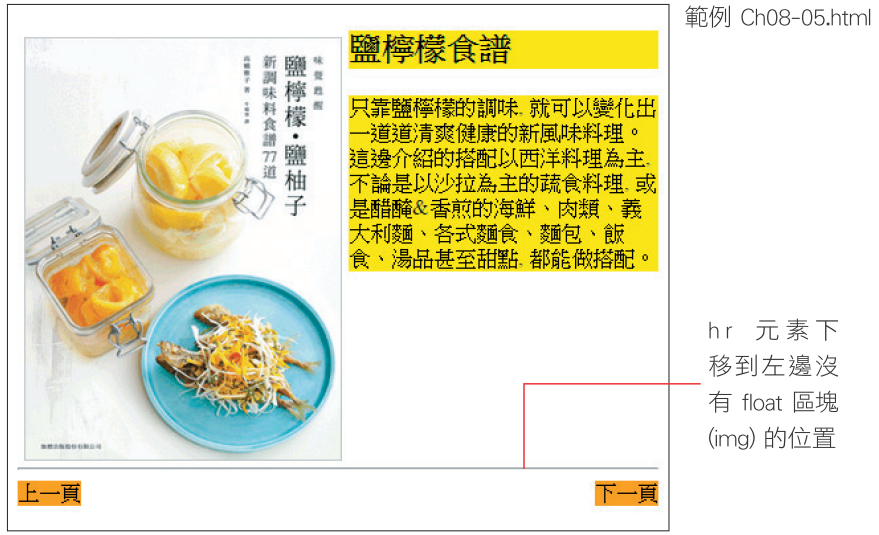 範例 Ch08-05.html
味覺甦醒
鹽檸檬・鹽柚子
新調味料食譜77道
高橋雅子 著
鹽檸檬食譜
只靠鹽檸檬的調味, 就可以變化出
一道道清爽健康的新風味料理。
這邊介紹的搭配以西洋料理為主,
不論是以沙拉為主的蔬食料理, 或
是醋醃&香煎的海鮮、肉類、義
大利麵、各式麵食、麵包、飯
食、湯品甚至甜點, 都能做搭配。
hr 元素下
移到左邊沒
有 float 區塊
(img) 的位置
上一頁
下一頁